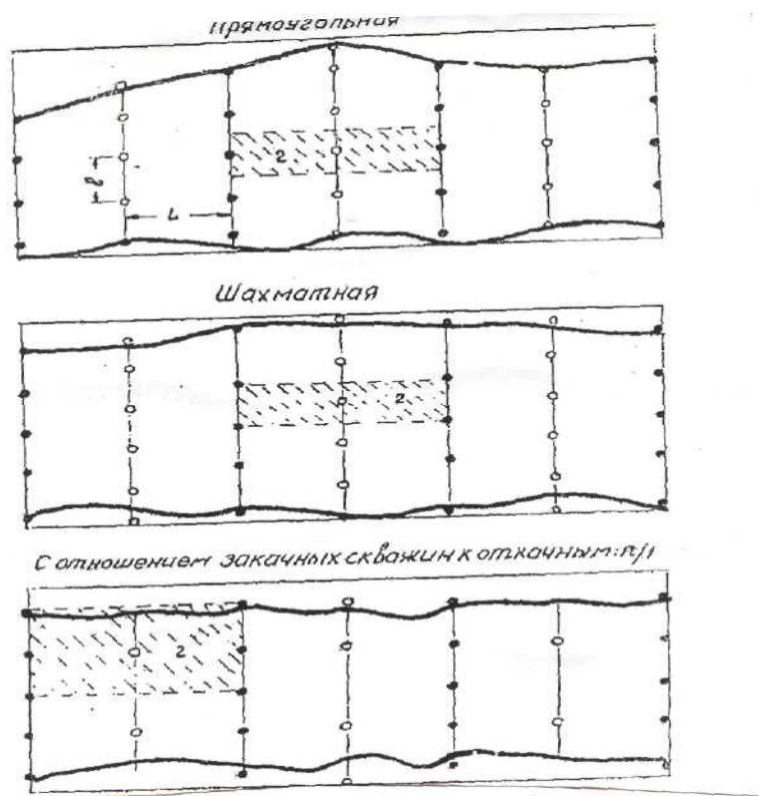 Прямоугольная
2
ℓ
L
Шахматная
2
С отношением закачных скважин к откачным: n/1
2